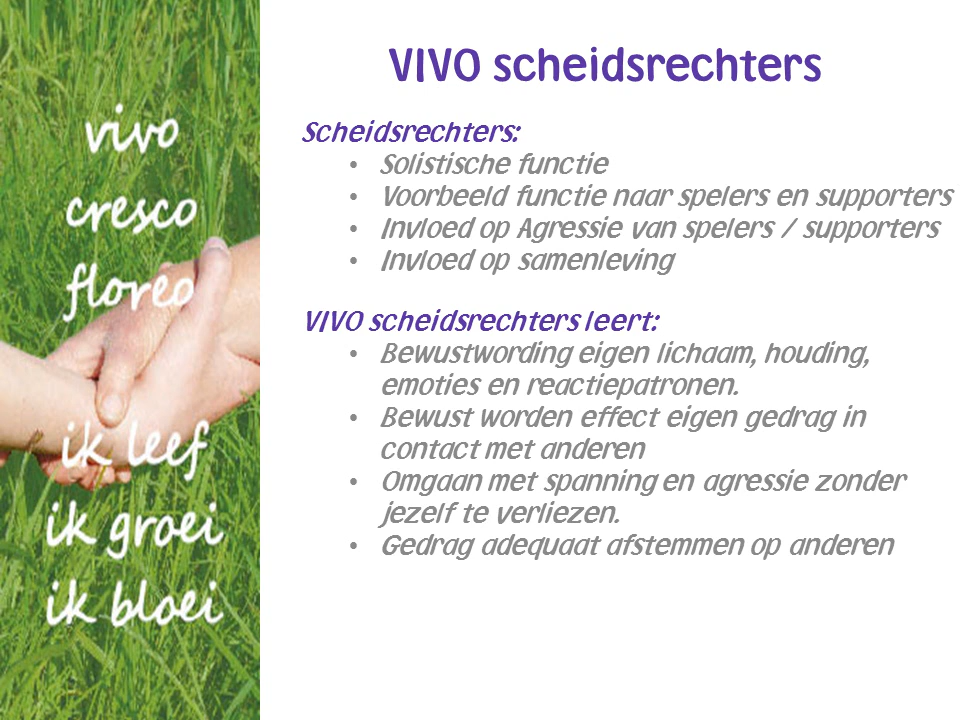 vivo
cresco
floreo
ik leef
ik groei
ik bloei
VIVO scheidsrechters
Scheidsrechters:
• Solistische functie
• Voorbeeld functie naar spelers en supporters
• Invloed op Agressie van spelers / supporters
• Invloed op samenleving
VIVO scheidsrechters leert:
• Bewustwording eigen lichaam, houding,
emoties en reactiepatronen.
• Bewust worden effect eigen gedrag in
contact met anderen
• Omgaan met spanning en agressie zonder
jezelf te verliezen.
• Gedrag adequaat afstemmen op anderen